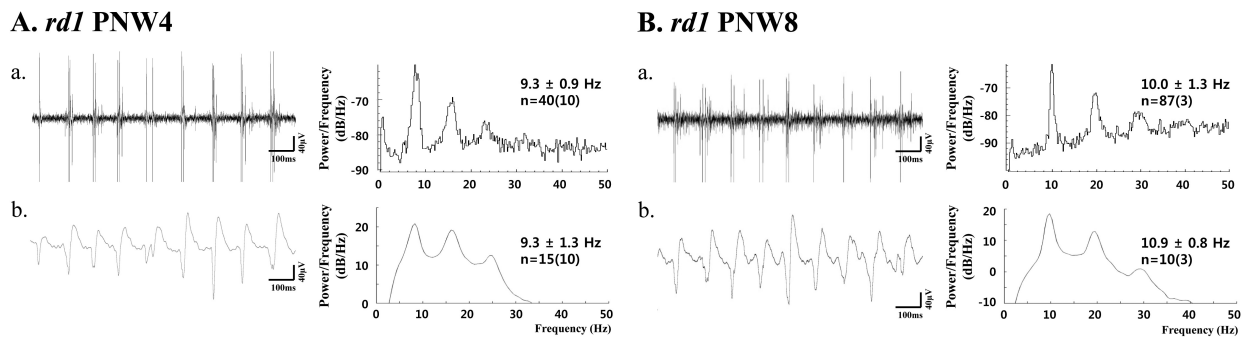 A. rd1 PNW4
a.
40μV
100ms
Power/Frequency
(dB/Hz)
-70
-80
-90
0 10 20 30 40 50
9.3 ± 0.9 Hz
n=40(10)
b.
40μV
100ms
Power/Frequency
(dB/Hz)
20
10
0
0 10 20 30 40 50
9.3 ± 1.3 Hz
n=15(10)
Frequency (Hz)
B. rd1 PNW8
a.
40μV
100ms
Power/Frequency
(dB/Hz)
-70
-80
-90
0 10 20 30 40 50
10.0 ± 1.3 Hz
n=87(3)
b.
40μV
100ms
Power/Frequency
(dB/Hz)
20
10
0
-10
0 10 20 30 40 50
10.9 ± 0.8 Hz
n=10(3)
Frequency (Hz)